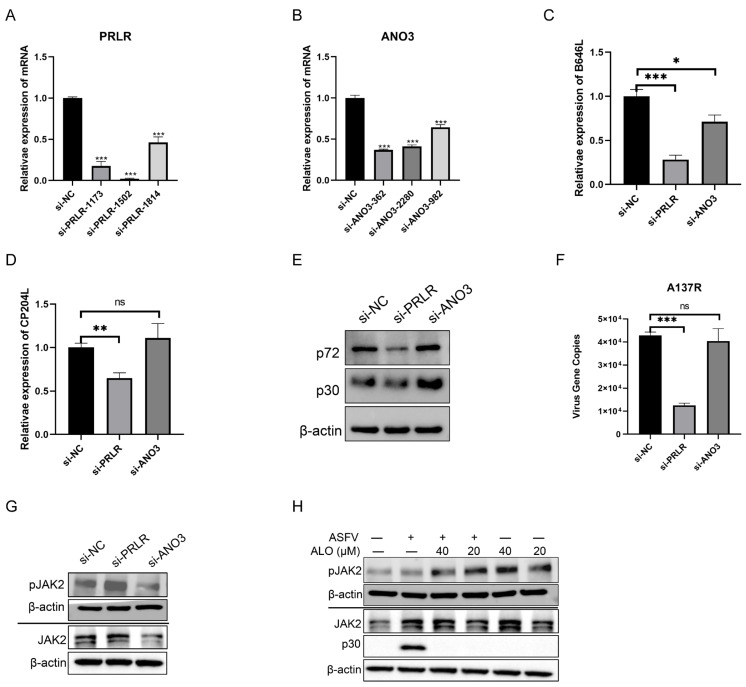 A
PRLR
Relativae expression of mRNA
1.5
1.0
0.5
0.0
***
***
***
si-NC
si-PRLR-1173
si-PRLR-1502
si-PRLR-1814
B
ANO3
Relativae expression of mRNA
1.5
1.0
0.5
0.0
***
***
***
si-NC
si-ANO3-362
si-ANO3-2280
si-ANO3-982
C
Relativae expression of B646L
1.5
1.0
0.5
0.0
*
***
si-NC
si-PRLR
si-ANO3
D
Relativae expression of CP204L
1.5
1.0
0.5
0.0
ns
**
si-NC
si-PRLR
si-ANO3
E
si-NC
si-PRLR
si-ANO3
p72
p30
β-actin
F
A137R
Virus Gene Copies
5×10⁴
4×10⁴
3×10⁴
2×10⁴
1×10⁴
0
ns
***
si-NC
si-PRLR
si-ANO3
G
si-NC
si-PRLR
si-ANO3
pJAK2
β-actin
JAK2
β-actin
H
ASFV — + + + — —
ALO (μM) — — 40 20 40 20
pJAK2
β-actin
JAK2
p30
β-actin